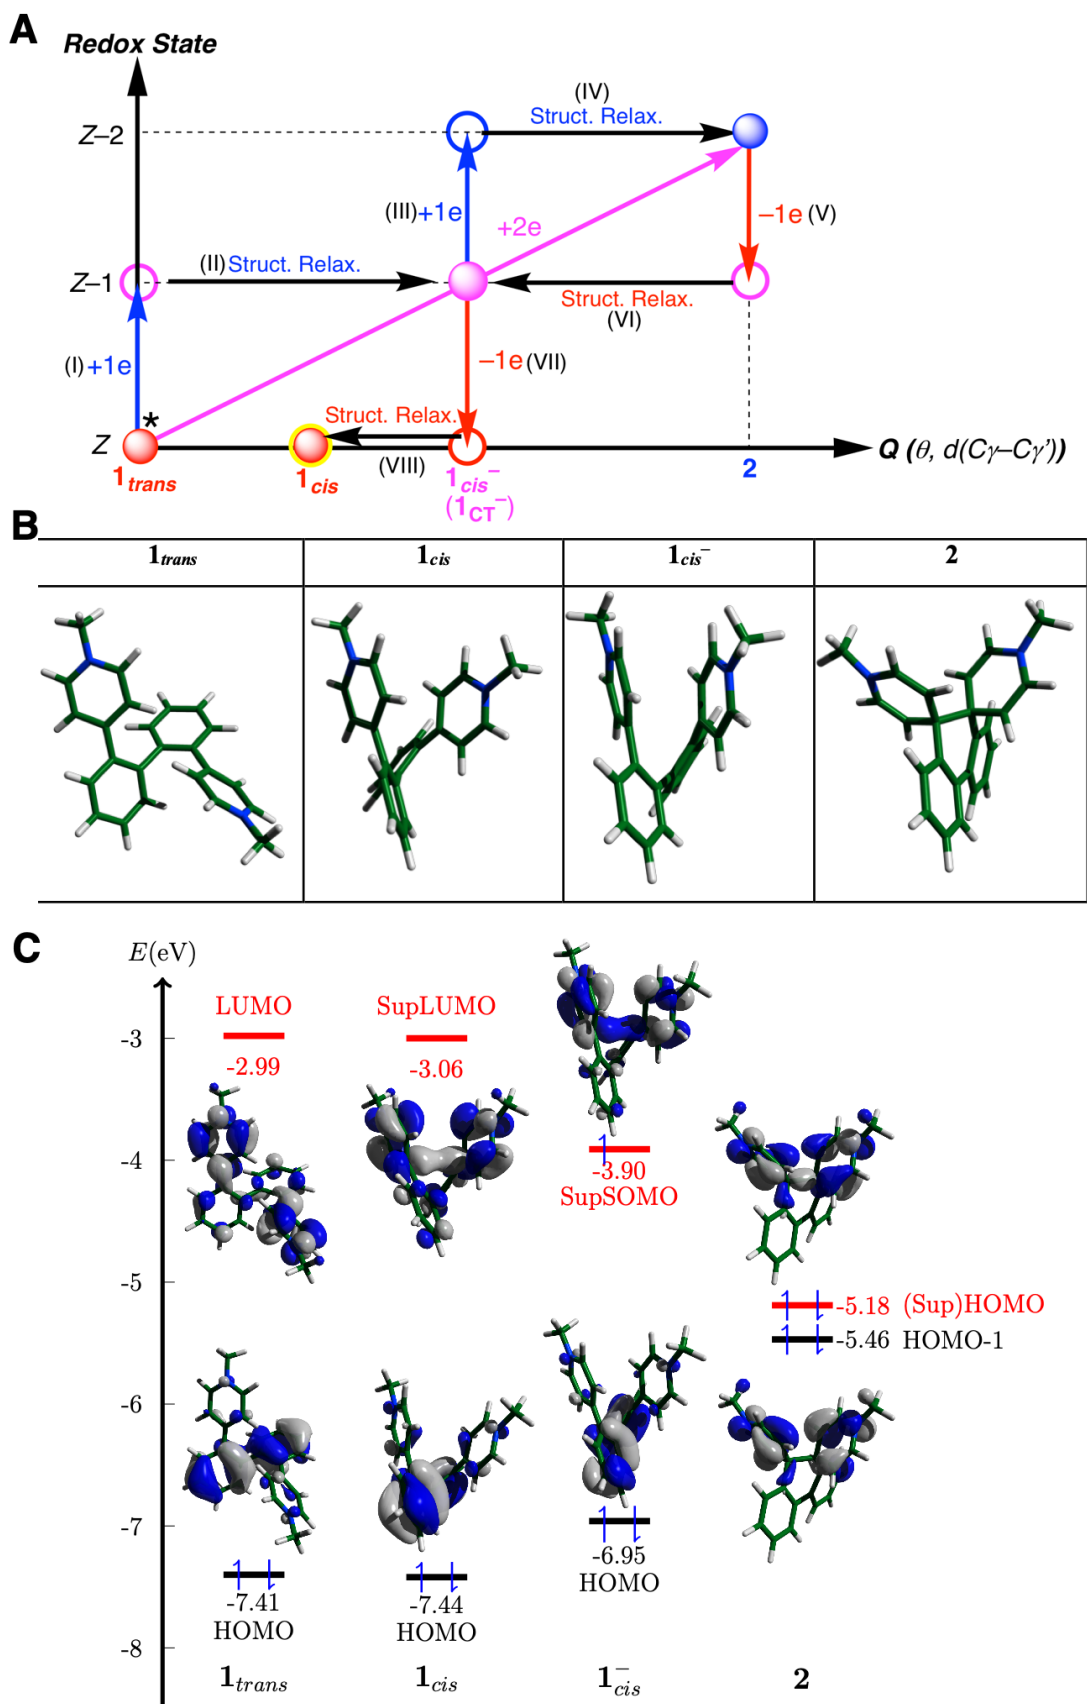 A
Redox State
(IV)
Struct. Relax.
Z–2
(III) +1e
+2e
–1e (V)
(II) Struct. Relax.
Z–1
Struct. Relax.
(VI)
(I) +1e
–1e (VII)
*
Struct. Relax.
Z
(VIII)
Q (θ, d(Cγ–Cγ'))
1trans
1cis
1cis–
(1CT–)
2
B
1trans 1cis 1cis– 2
C
E(eV)
LUMO
-2.99
SupLUMO
-3.06
-3.90
SupSOMO
-5.18 (Sup)HOMO
-5.46 HOMO-1
-7.41
HOMO
-7.44
HOMO
-6.95
HOMO
-3
-4
-5
-6
-7
-8
1trans 1cis 1cis– 2